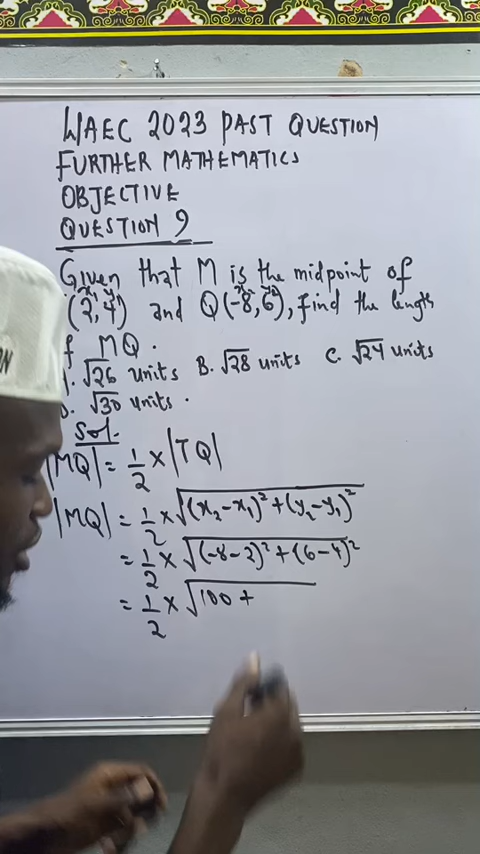 WAEC 2023 PAST QUESTION
FURTHER MATHEMATICS
OBJECTIVE
QUESTION 9
Given that M is the midpoint of
(2, 4) and Q(-8, 6), find the length
MQ.
√26 units B. √28 units C. √24 units
√30 units.
Sol.
|MQ| = 1/2 × |TQ|
|MQ| = 1/2 × √(x₂-x₁)² + (y₂-y₁)²
= 1/2 × √(-8-2)² + (6-4)²
= 1/2 × √100 +